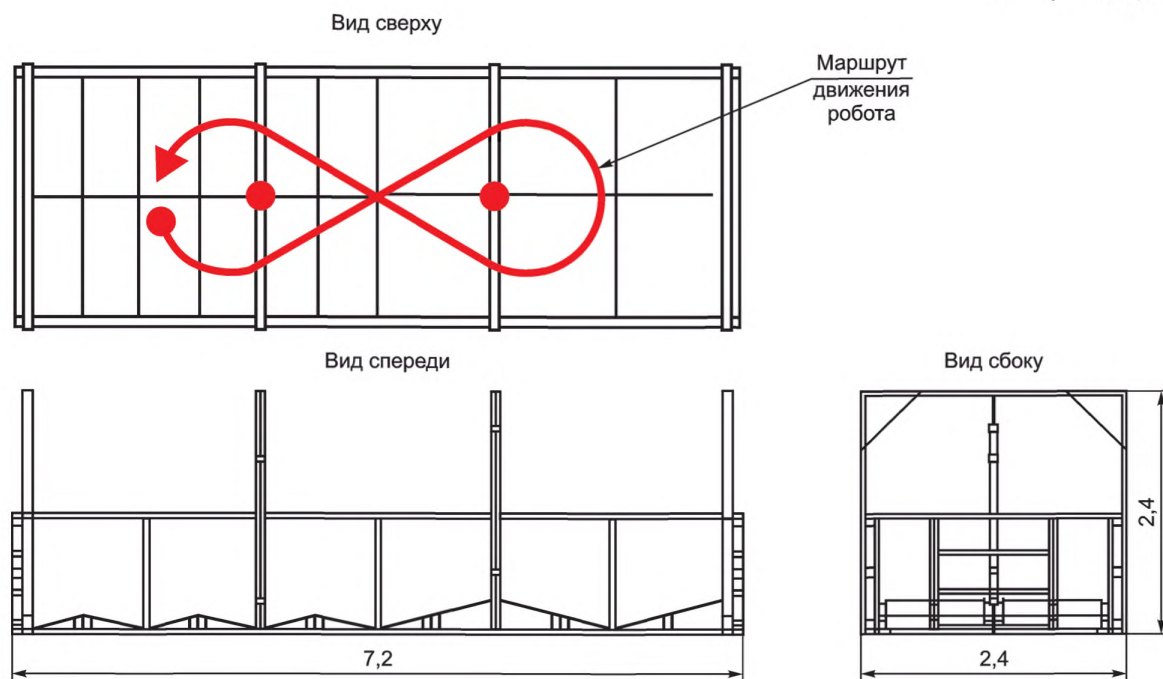 Вид сверху
Маршрут
движения
робота
Вид спереди
Вид сбоку
2,4
7,2
2,4